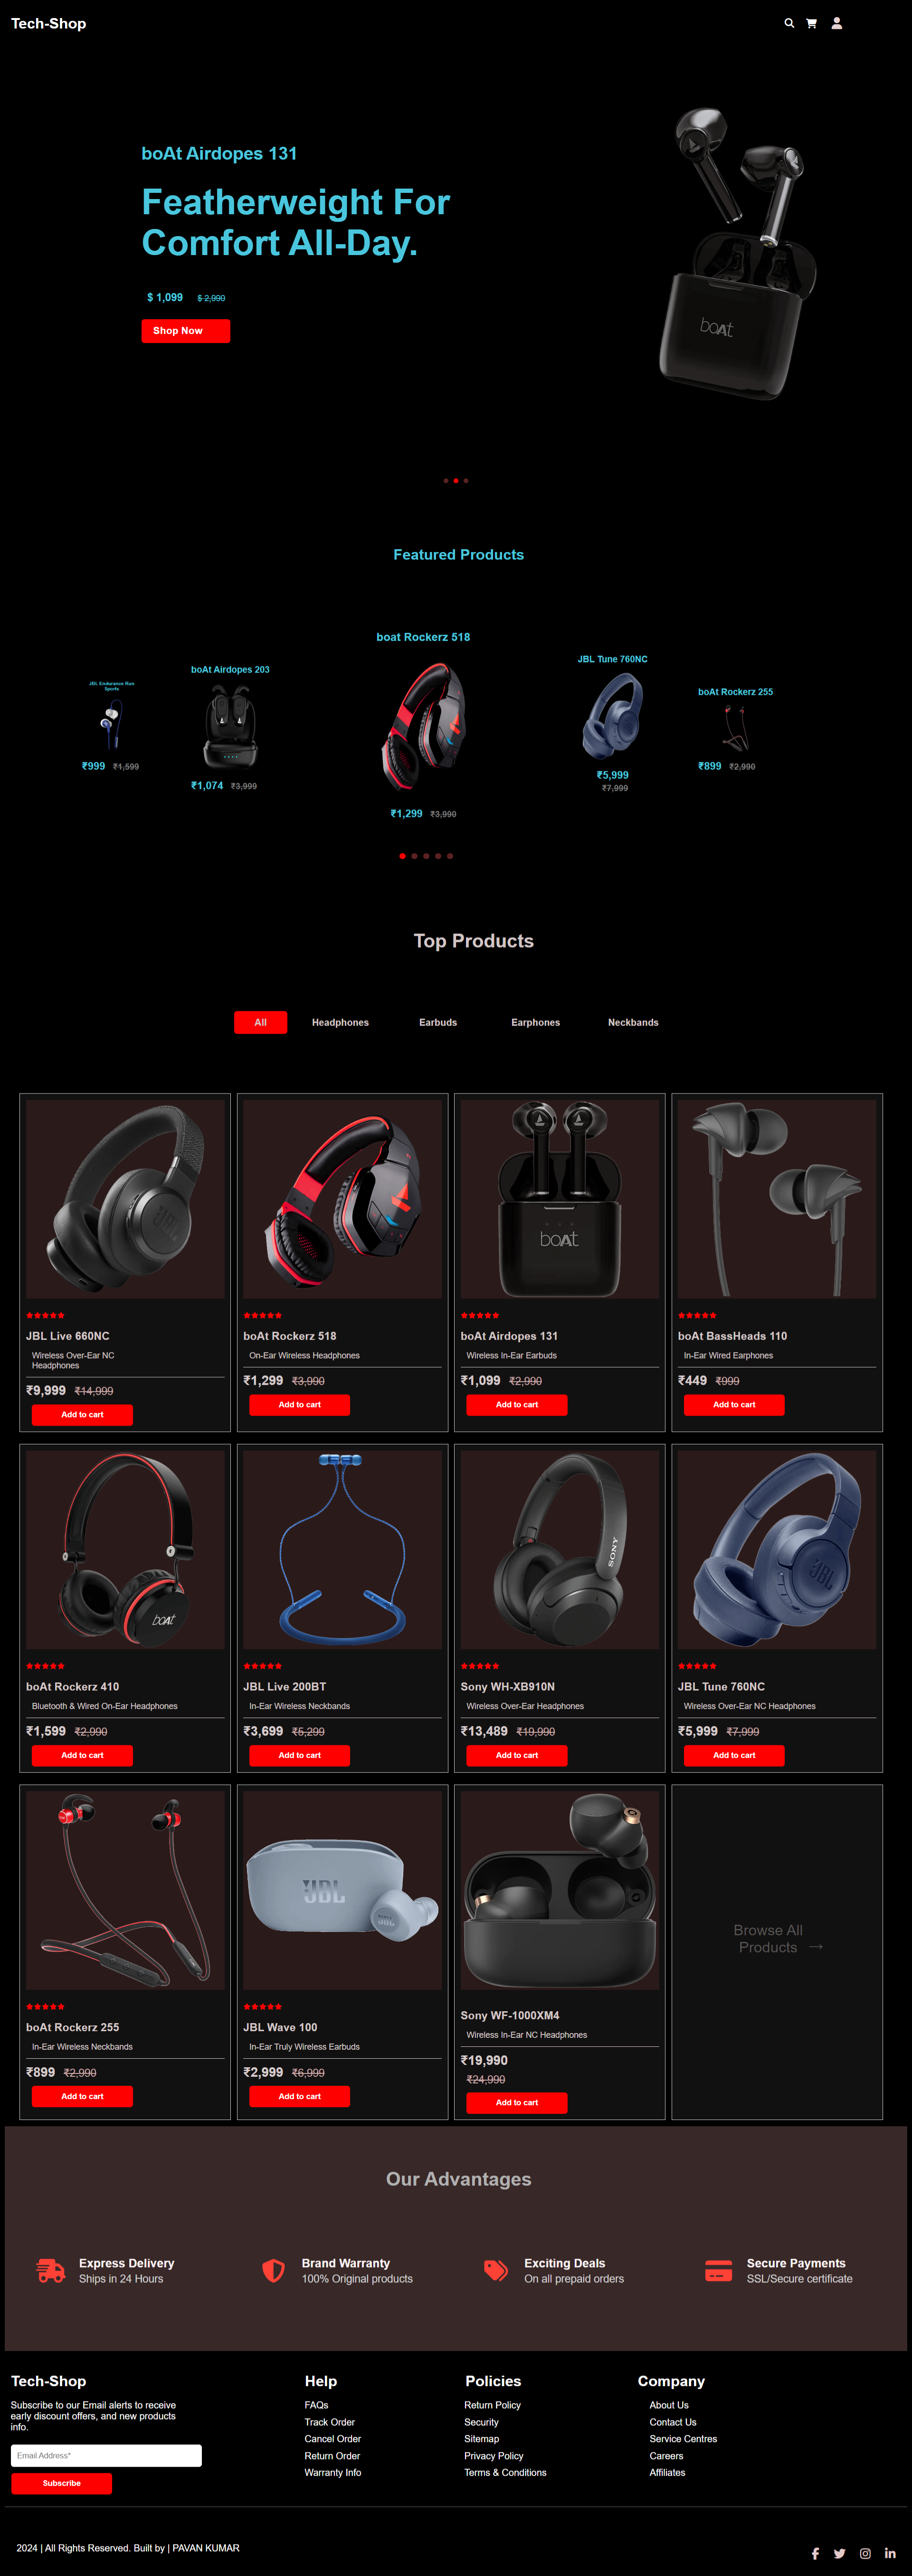 Tech-Shop
boAt Airdopes 131
Featherweight For
Comfort All-Day.
$ 1,099 $ 2,990
Shop Now
boAt
Featured Products
boat Rockerz 518
JBL Tune 760NC
boAt Airdopes 203
JBL Endurance Run
Sports
boAt Rockerz 255
₹999 ₹1,599
₹1,074 ₹3,999
₹1,299 ₹3,990
₹5,999
₹7,999
₹899 ₹2,990
Top Products
All Headphones Earbuds Earphones Neckbands
JBL
boAt
JBL Live 660NC
Wireless Over-Ear NC
Headphones
₹9,999 ₹14,999
Add to cart
boAt Rockerz 518
On-Ear Wireless Headphones
₹1,299 ₹3,990
Add to cart
boAt Airdopes 131
Wireless In-Ear Earbuds
₹1,099 ₹2,990
Add to cart
boAt BassHeads 110
In-Ear Wired Earphones
₹449 ₹999
Add to cart
boAt
SONY
JBL
boAt Rockerz 410
Bluetooth & Wired On-Ear Headphones
₹1,599 ₹2,990
Add to cart
JBL Live 200BT
In-Ear Wireless Neckbands
₹3,699 ₹5,299
Add to cart
Sony WH-XB910N
Wireless Over-Ear Headphones
₹13,489 ₹19,990
Add to cart
JBL Tune 760NC
Wireless Over-Ear NC Headphones
₹5,999 ₹7,999
Add to cart
JBL
boAt Rockerz 255
In-Ear Wireless Neckbands
₹899 ₹2,990
Add to cart
JBL Wave 100
In-Ear Truly Wireless Earbuds
₹2,999 ₹6,999
Add to cart
Sony WF-1000XM4
Wireless In-Ear NC Headphones
₹19,990
₹24,990
Add to cart
Browse All
Products →
Our Advantages
Express Delivery
Ships in 24 Hours
Brand Warranty
100% Original products
Exciting Deals
On all prepaid orders
Secure Payments
SSL/Secure certificate
Tech-Shop
Subscribe to our Email alerts to receive
early discount offers, and new products
info.
Email Address*
Subscribe
Help
FAQs
Track Order
Cancel Order
Return Order
Warranty Info
Policies
Return Policy
Security
Sitemap
Privacy Policy
Terms & Conditions
Company
About Us
Contact Us
Service Centres
Careers
Affiliates
2024 | All Rights Reserved. Built by | PAVAN KUMAR